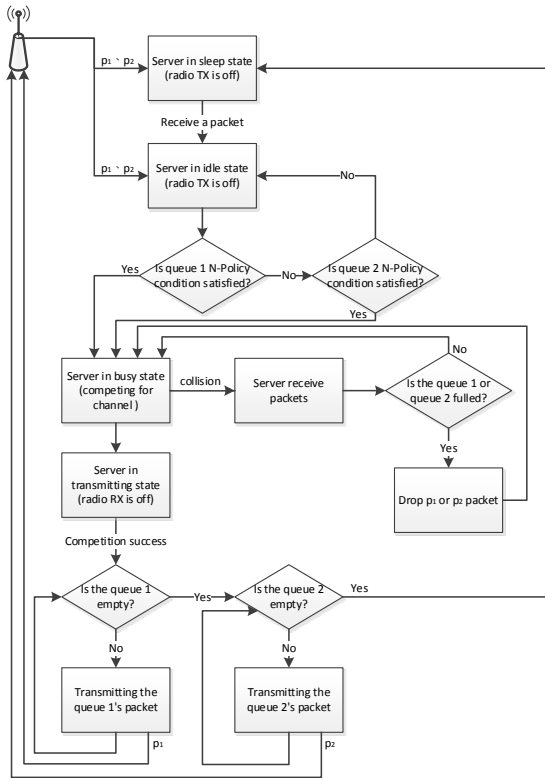 p1、p2
Server in sleep state
(radio TX is off)
Receive a packet
p1、p2
Server in idle state
(radio TX is off)
No
Yes
Is queue 1 N-Policy
condition satisfied?
No
Is queue 2 N-Policy
condition satisfied?
Yes
No
Server in busy state
(competing for
channel )
collision
Server receive
packets
Is the queue 1 or
queue 2 fulled?
Yes
Server in
transmitting state
(radio RX is off)
Drop p1 or p2 packet
Competition success
Is the queue 1
empty?
Yes
Is the queue 2
empty?
Yes
No
No
Transmitting the
queue 1's packet
Transmitting the
queue 2's packet
p1
p2